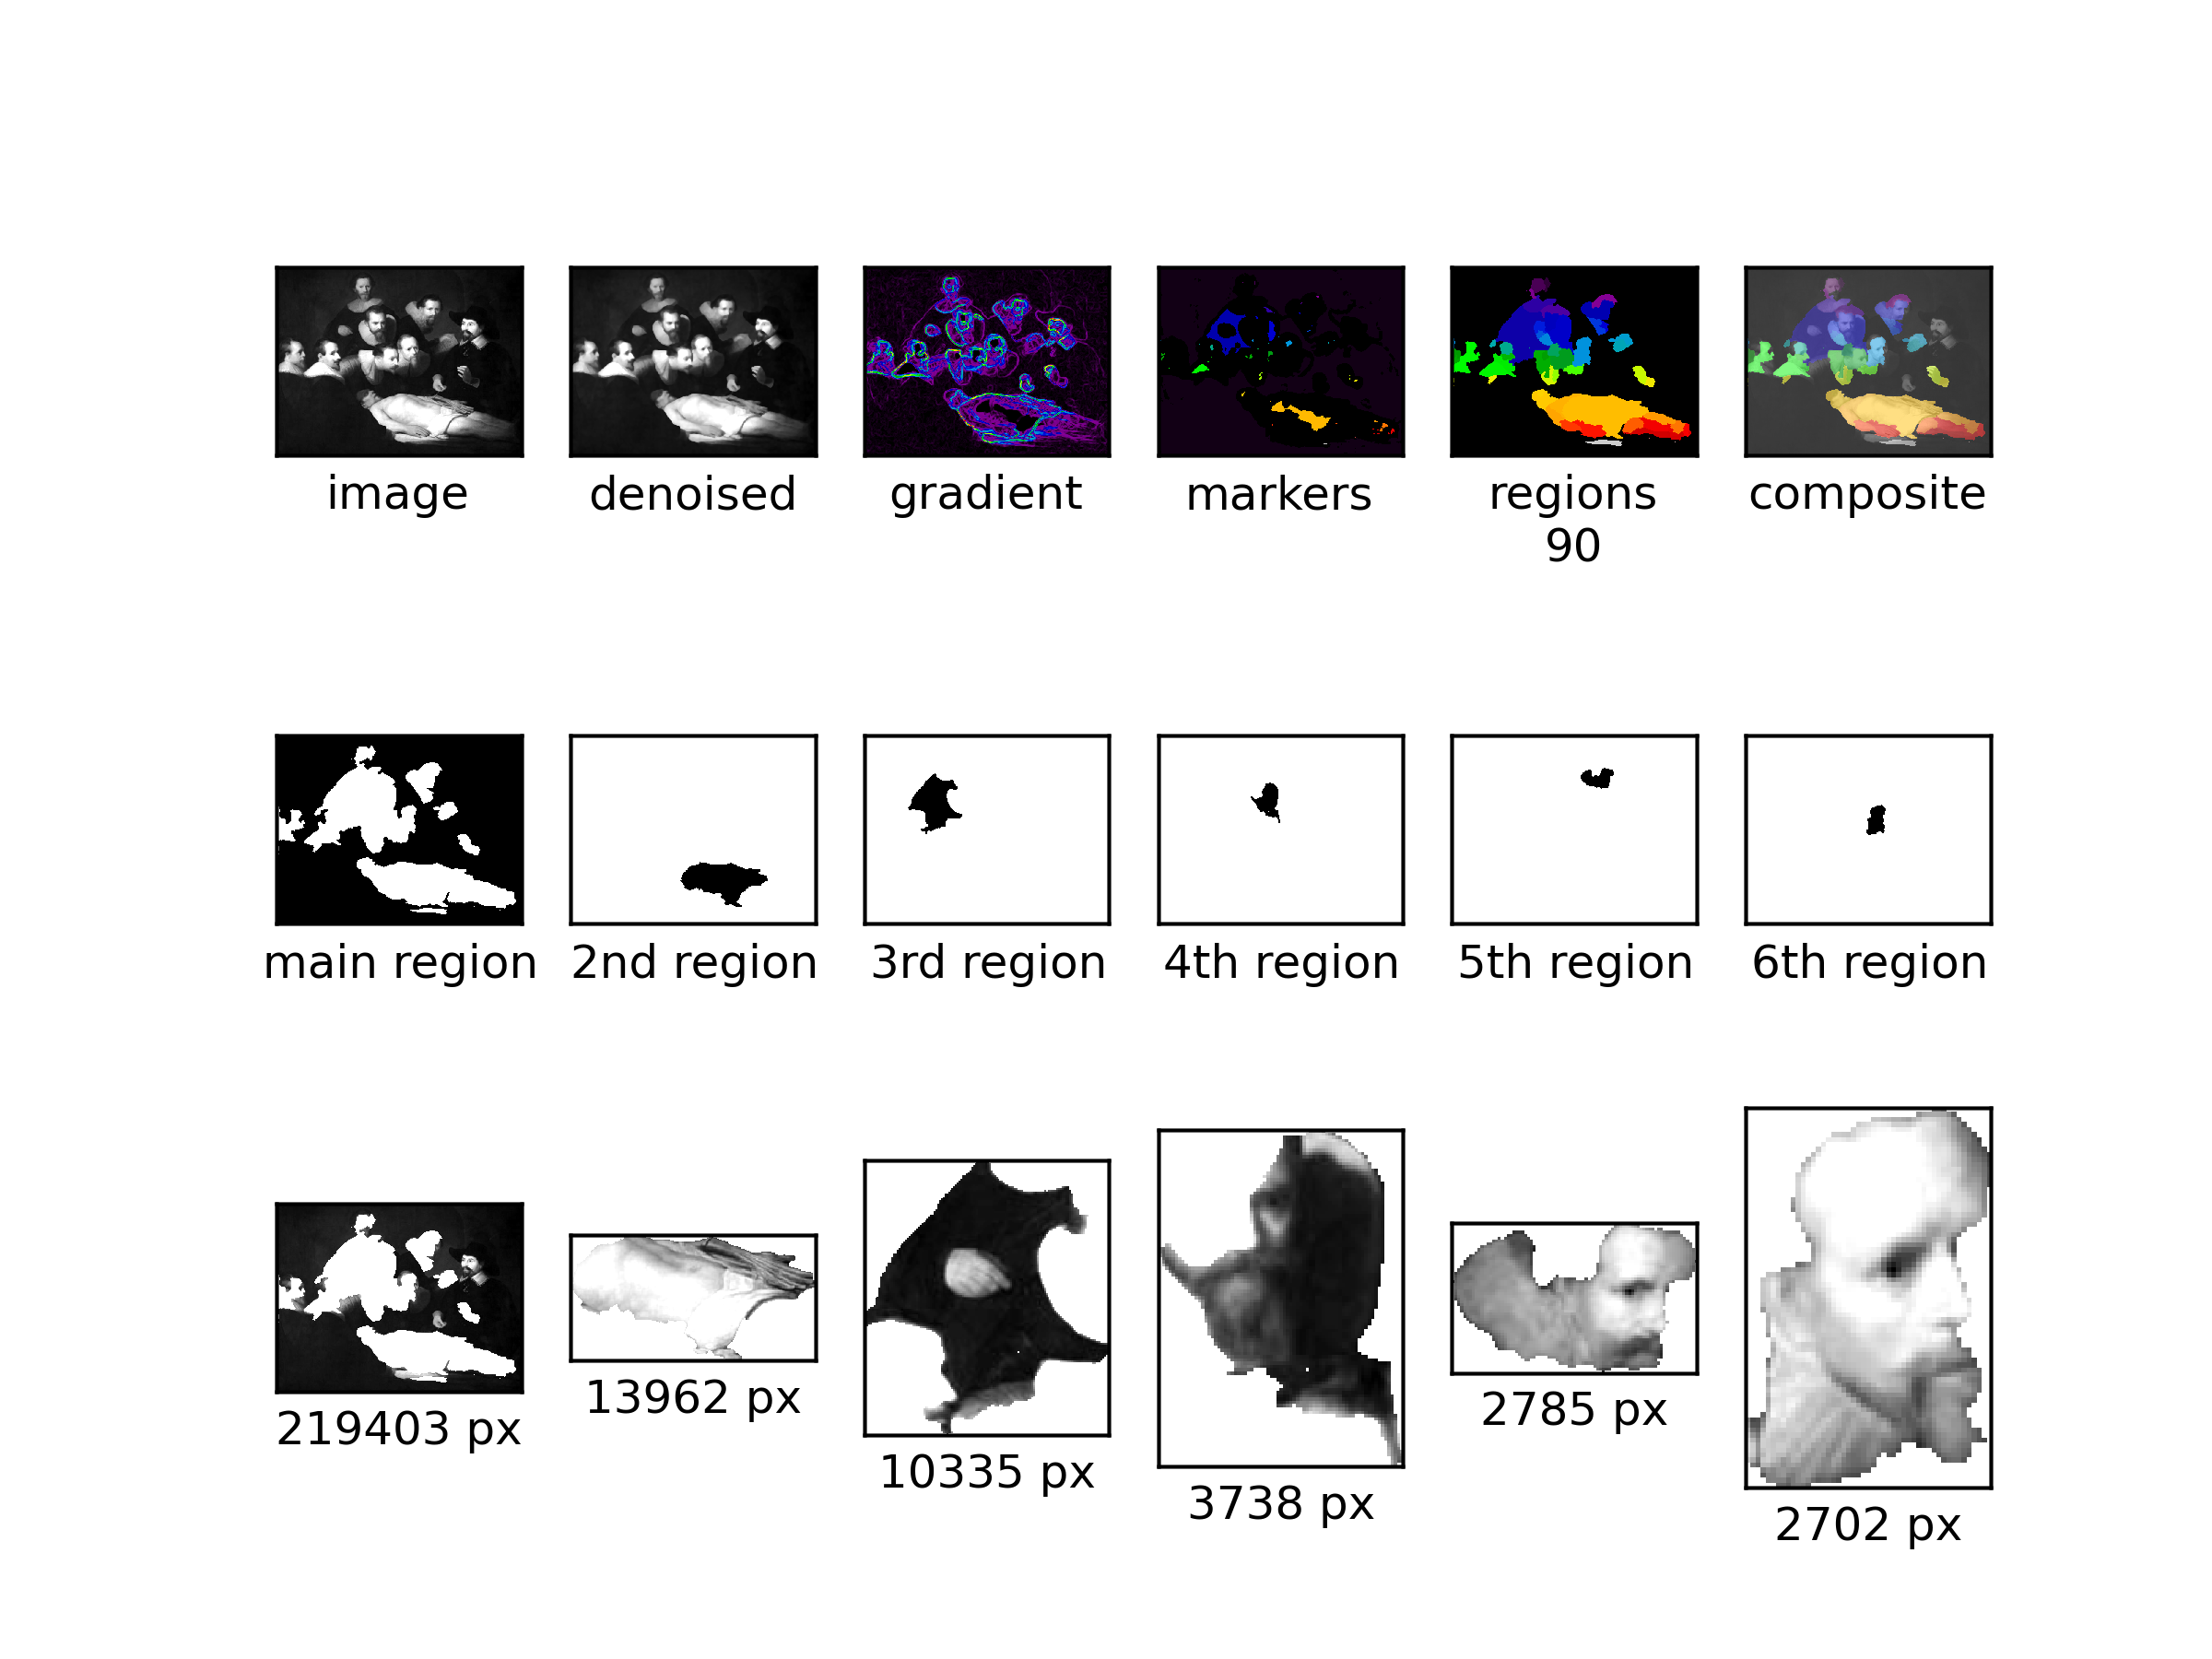 image
denoised
gradient
markers
regions
90
composite
main region
2nd region
3rd region
4th region
5th region
6th region
219403 px
13962 px
10335 px
3738 px
2785 px
2702 px